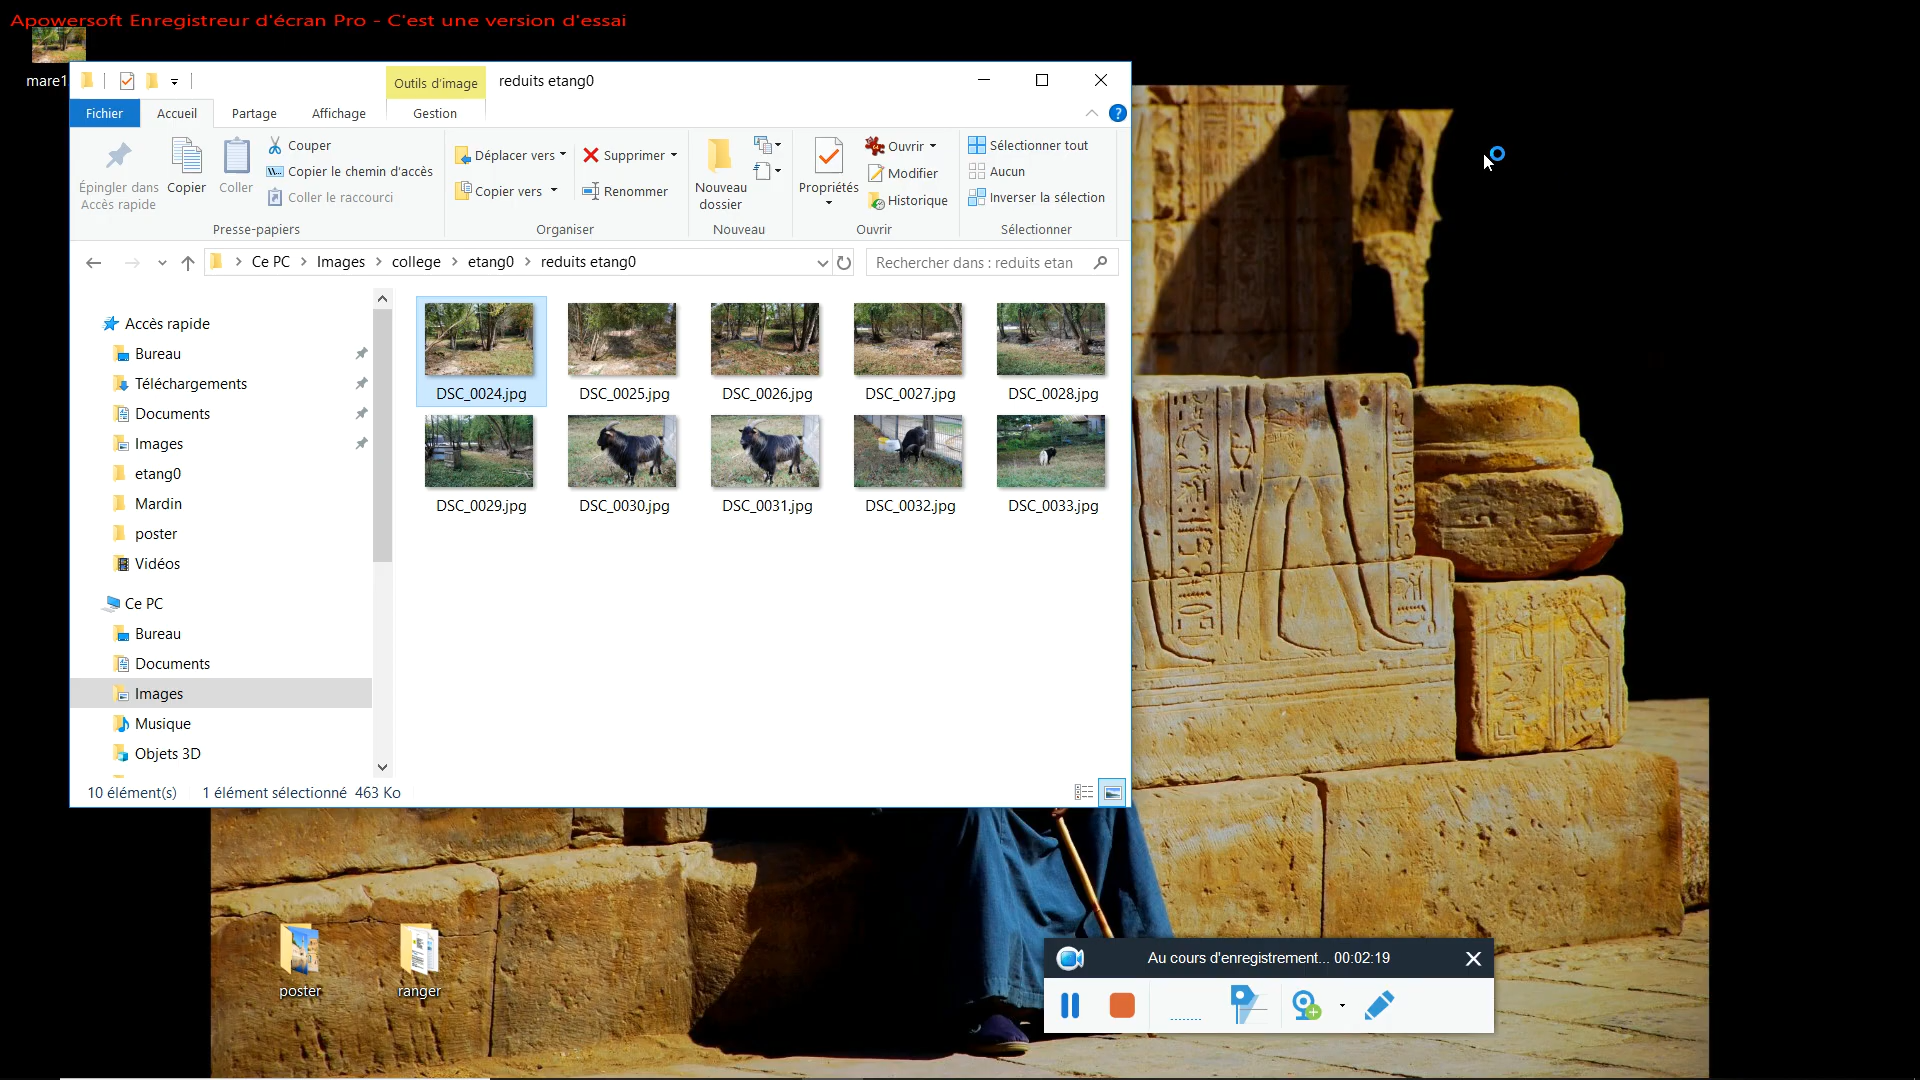 Apowersoft Enregistreur d'écran Pro - C'est une version d'essai
mare1
Outils d'image
reduits etang0
Fichier
Accueil
Partage
Affichage
Gestion
Épingler dans
Accès rapide
Copier
Coller
Couper
Copier le chemin d'accès
Coller le raccourci
Presse-papiers
Déplacer vers
Copier vers
Supprimer
Renommer
Organiser
Nouveau
dossier
Nouveau
Propriétés
Ouvrir
Modifier
Historique
Ouvrir
Sélectionner tout
Aucun
Inverser la sélection
Sélectionner
Ce PC > Images > college > etang0 > reduits etang0
Rechercher dans : reduits etan
Accès rapide
Bureau
Téléchargements
Documents
Images
etang0
Mardin
poster
Vidéos
Ce PC
Bureau
Documents
Images
Musique
Objets 3D
DSC_0024.jpg
DSC_0025.jpg
DSC_0026.jpg
DSC_0027.jpg
DSC_0028.jpg
DSC_0029.jpg
DSC_0030.jpg
DSC_0031.jpg
DSC_0032.jpg
DSC_0033.jpg
10 élément(s)
1 élément sélectionné 463 Ko
poster
ranger
Au cours d'enregistrement... 00:02:19